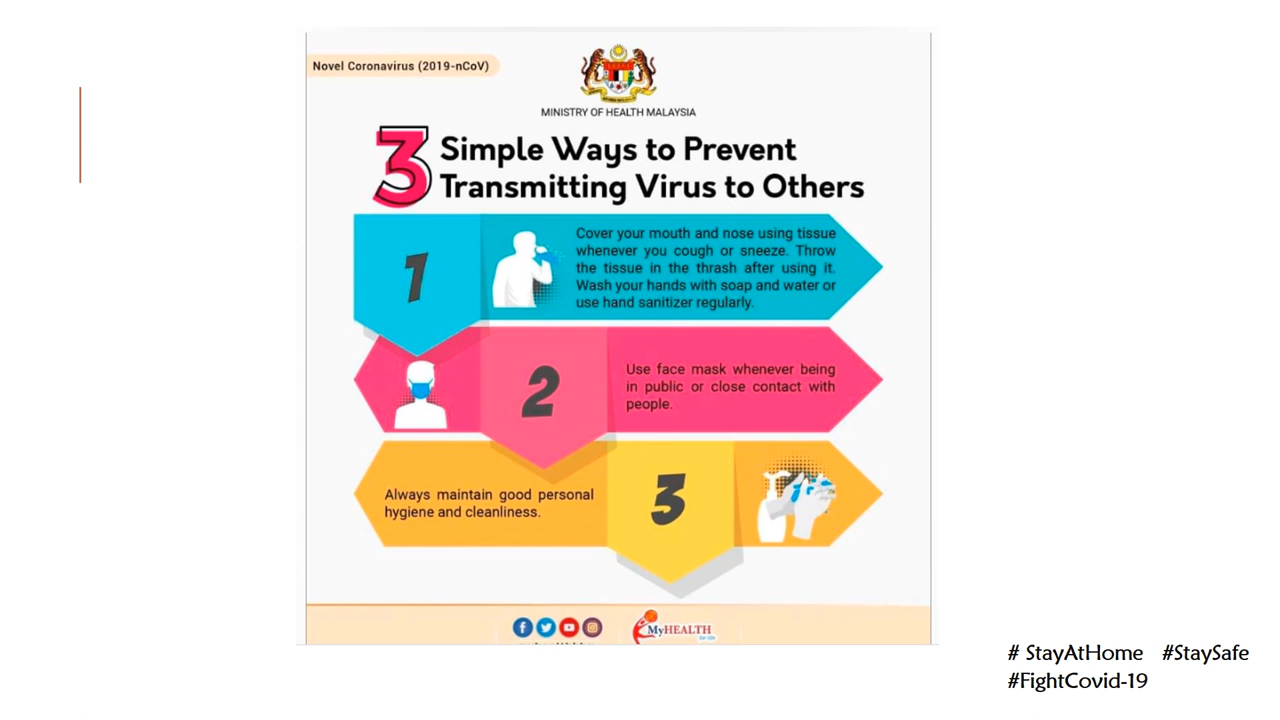 Novel Coronavirus (2019-nCoV)
MINISTRY OF HEALTH MALAYSIA
3 Simple Ways to Prevent
Transmitting Virus to Others
1
Cover your mouth and nose using tissue
whenever you cough or sneeze. Throw
the tissue in the thrash after using it.
Wash your hands with soap and water or
use hand sanitizer regularly.
2
Use face mask whenever being
in public or close contact with
people.
Always maintain good personal
hygiene and cleanliness.
3
MyHEALTH
# StayAtHome #StaySafe
#FightCovid-19